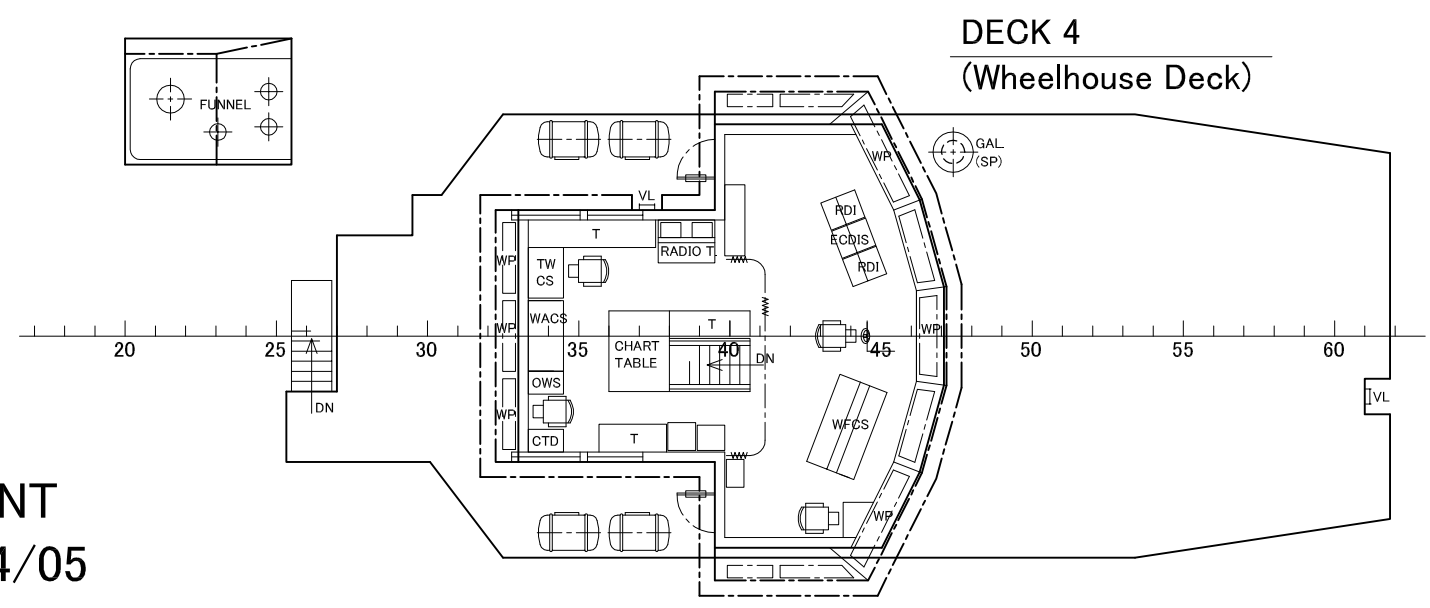 DECK 4
(Wheelhouse Deck)
FUNNEL
GAL
(SP)
WP
VL
RDI
T
RADIO T.
ECDIS
WP
TW
CS
RDI
WACS
T
WP
WP
CHART
TABLE
20
25
30
35
40
45
50
55
60
DN
OWS
VL
DN
WP
WFCS
CTD
T
NT
WP
4/05